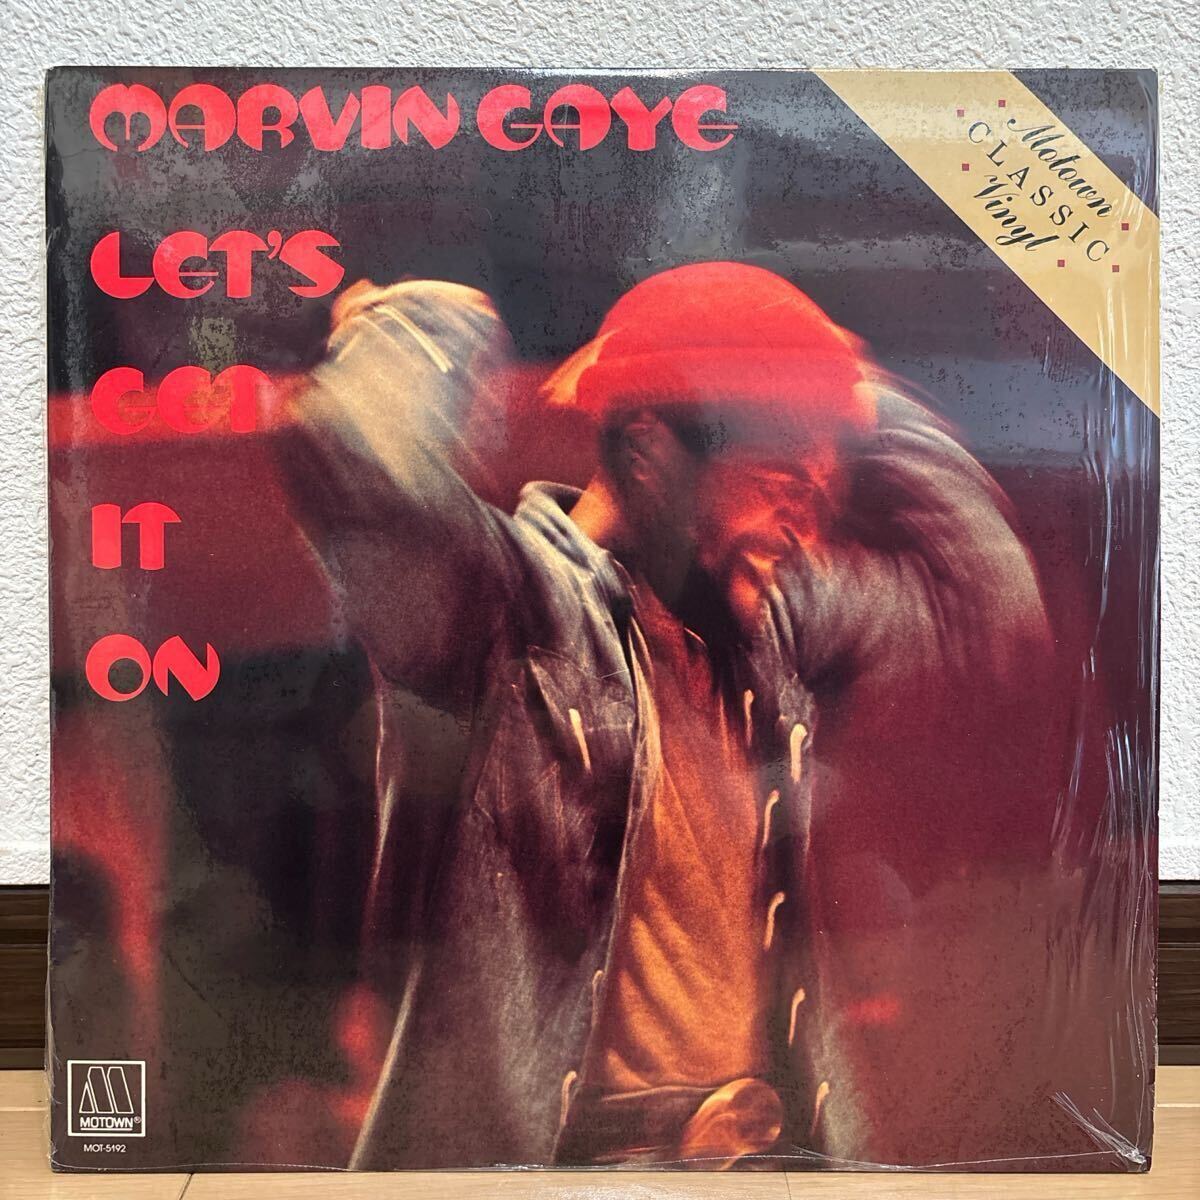 MARVIN GAYE
LET'S
GET
IT
ON
Motown
CLASSIC
Vinyl
MOTOWN®
MOT-5192